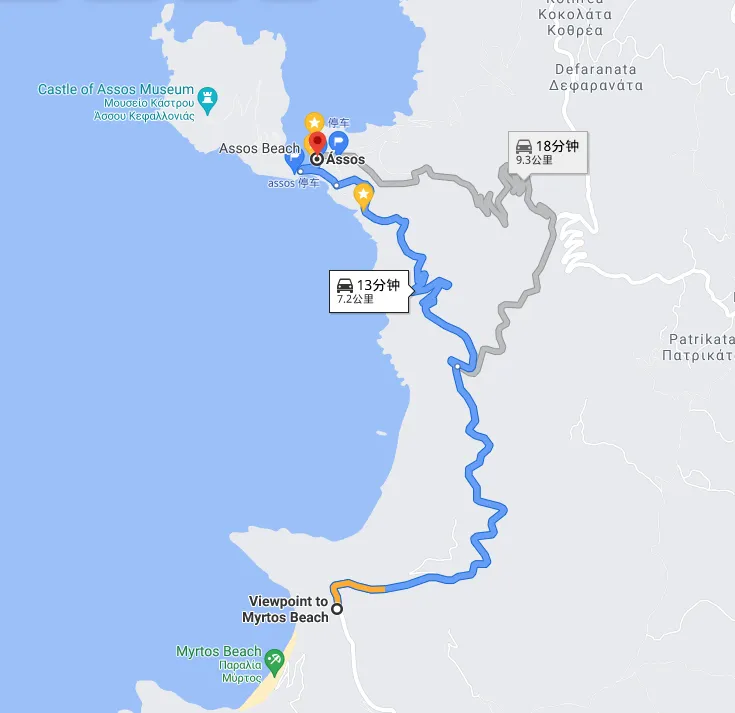 Κοκολάτα
Κοθρέα
Defaranata
Δεφαρανάτα
Castle of Assos Museum
Μουσείο Κάστρου
Άσσου Κεφαλλονιάς
停车
Assos Beach
Assos
assos 停车
18分钟
9.3公里
13分钟
7.2公里
Patrikata
Viewpoint to
Myrtos Beach
Myrtos Beach
Παραλία
Μύρτος